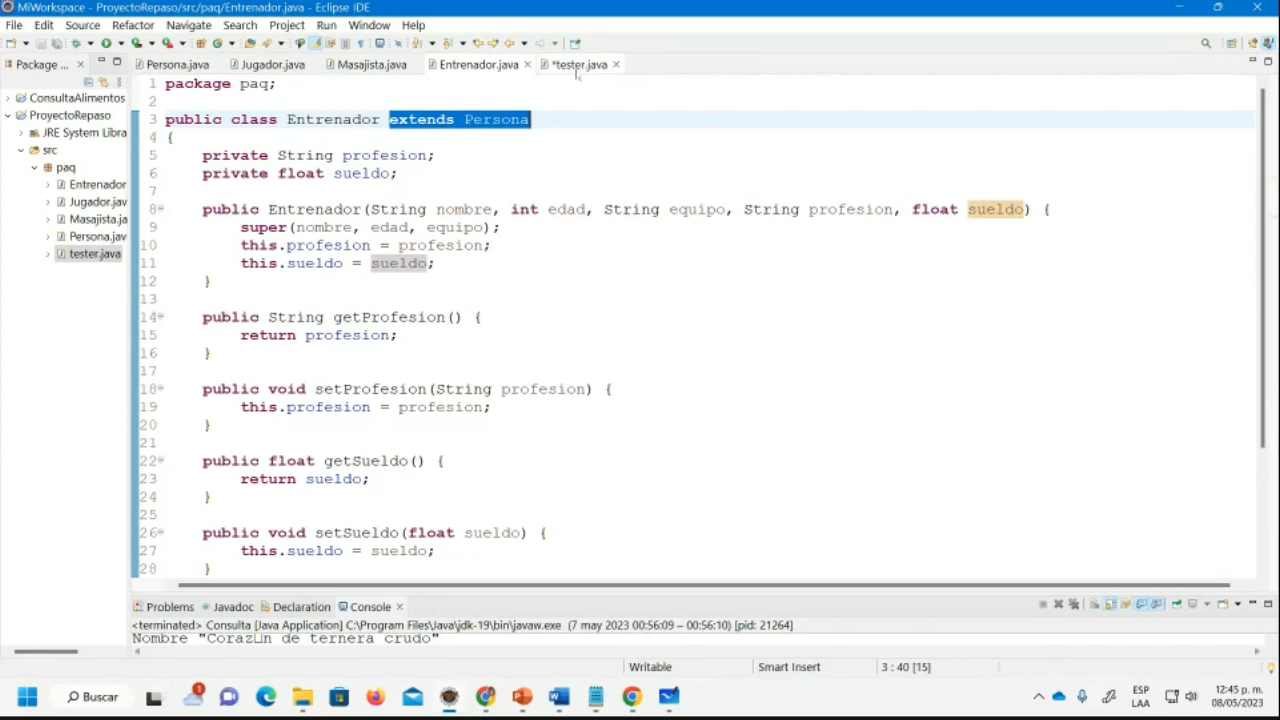 MiWorkspace - ProyectoRepaso/src/paq/Entrenador.java - Eclipse IDE
File Edit Source Refactor Navigate Search Project Run Window Help
Package ...
Persona.java Jugador.java Masajista.java Entrenador.java *tester.java
ConsultaAlimentos
ProyectoRepaso
JRE System Libra
src
paq
Entrenador
Jugador.jav
Masajista.ja
Persona.jav
tester.java
1 package paq;
2
3 public class Entrenador extends Persona
4 {
5 private String profesion;
6 private float sueldo;
7
8 public Entrenador(String nombre, int edad, String equipo, String profesion, float sueldo) {
9 super(nombre, edad, equipo);
10 this.profesion = profesion;
11 this.sueldo = sueldo;
12 }
13
14 public String getProfesion() {
15 return profesion;
16 }
17
18 public void setProfesion(String profesion) {
19 this.profesion = profesion;
20 }
21
22 public float getSueldo() {
23 return sueldo;
24 }
25
26 public void setSueldo(float sueldo) {
27 this.sueldo = sueldo;
28 }
Problems Javadoc Declaration Console
<terminated> Consulta [Java Application] C:\Program Files\Java\jdk-19\bin\javaw.exe (7 may 2023 00:56:09 – 00:56:10) [pid: 21264]
Nombre "Coraz□n de ternera crudo"
Writable Smart Insert 3 : 40 [15]
Buscar
1
ESP
LAA
12:45 p. m.
08/05/2023